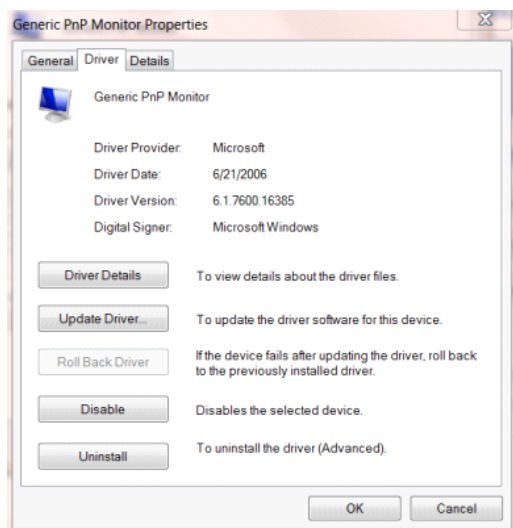 Generic PnP Monitor Properties
General Driver Details
Generic PnP Monitor
Driver Provider: Microsoft
Driver Date: 6/21/2006
Driver Version: 6.1.7600.16385
Digital Signer: Microsoft Windows
Driver Details To view details about the driver files.
Update Driver... To update the driver software for this device.
Roll Back Driver If the device fails after updating the driver, roll back
to the previously installed driver.
Disable Disables the selected device.
Uninstall To uninstall the driver (Advanced).
OK Cancel